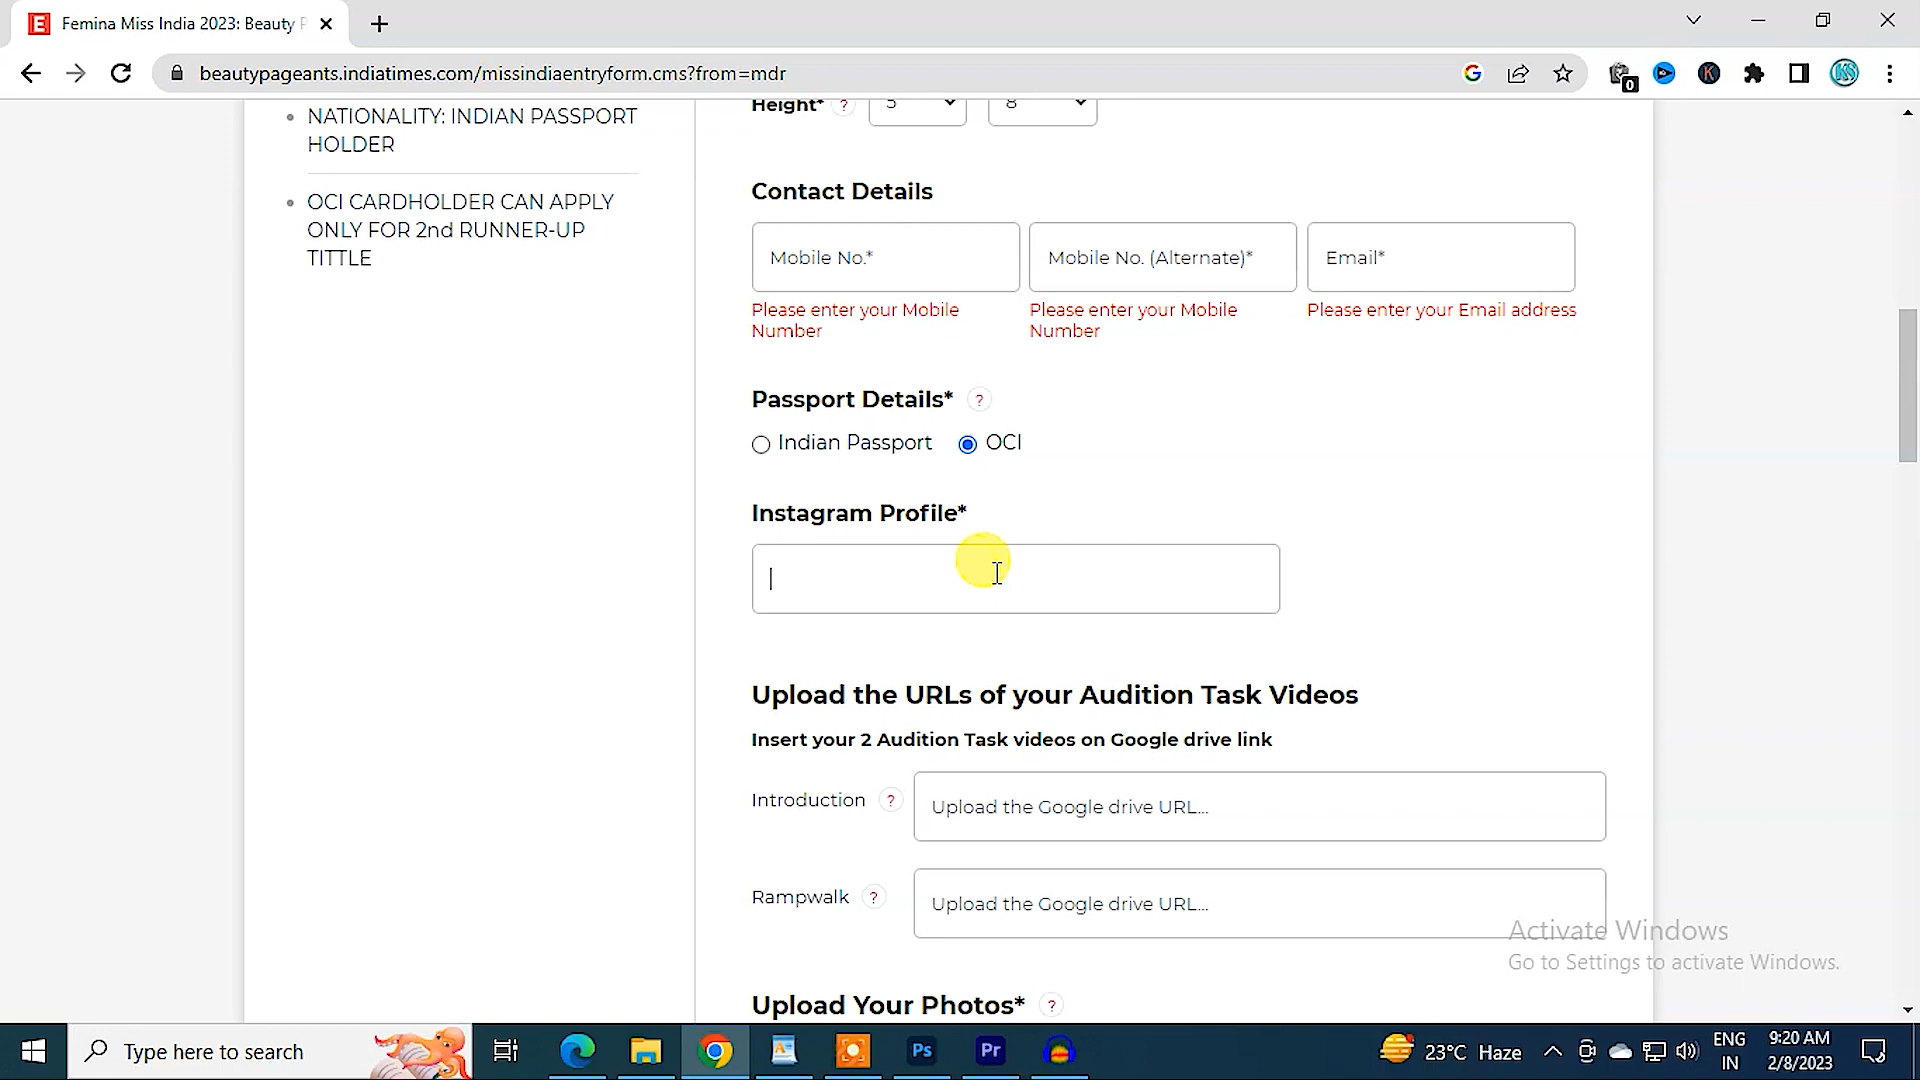 Femina Miss India 2023: Beauty P
beautypageants.indiatimes.com/missindiaentryform.cms?from=mdr
0
NATIONALITY: INDIAN PASSPORT
HOLDER
OCI CARDHOLDER CAN APPLY
ONLY FOR 2nd RUNNER-UP
TITTLE
Height* ? 5 8
Contact Details
Mobile No.* Mobile No. (Alternate)* Email*
Please enter your Mobile Please enter your Mobile Please enter your Email address
Number Number
Passport Details* ?
Indian Passport OCI
Instagram Profile*
Upload the URLs of your Audition Task Videos
Insert your 2 Audition Task videos on Google drive link
Introduction ? Upload the Google drive URL...
Rampwalk ? Upload the Google drive URL...
Activate Windows
Go to Settings to activate Windows.
Upload Your Photos* ?
Type here to search
Ps
Pr
23°C Haze
ENG
IN
9:20 AM
2/8/2023